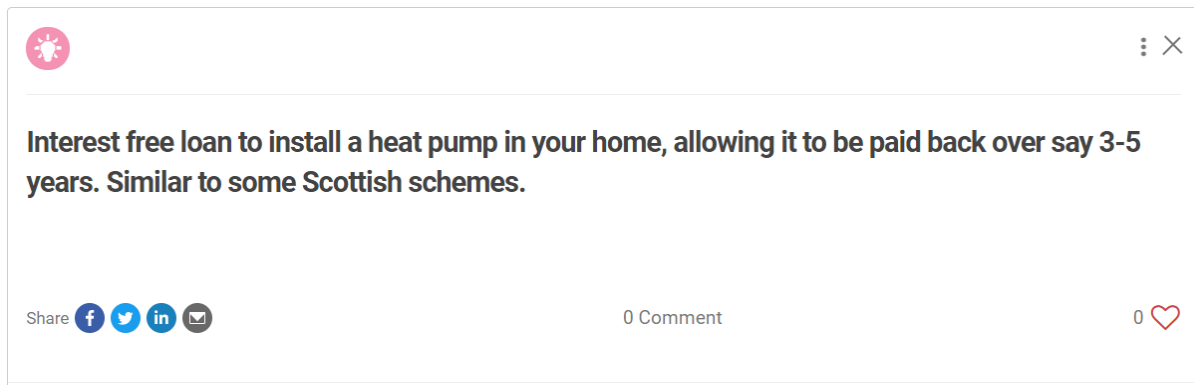 Interest free loan to install a heat pump in your home, allowing it to be paid back over say 3-5
years. Similar to some Scottish schemes.
Share f in 0 Comment 0